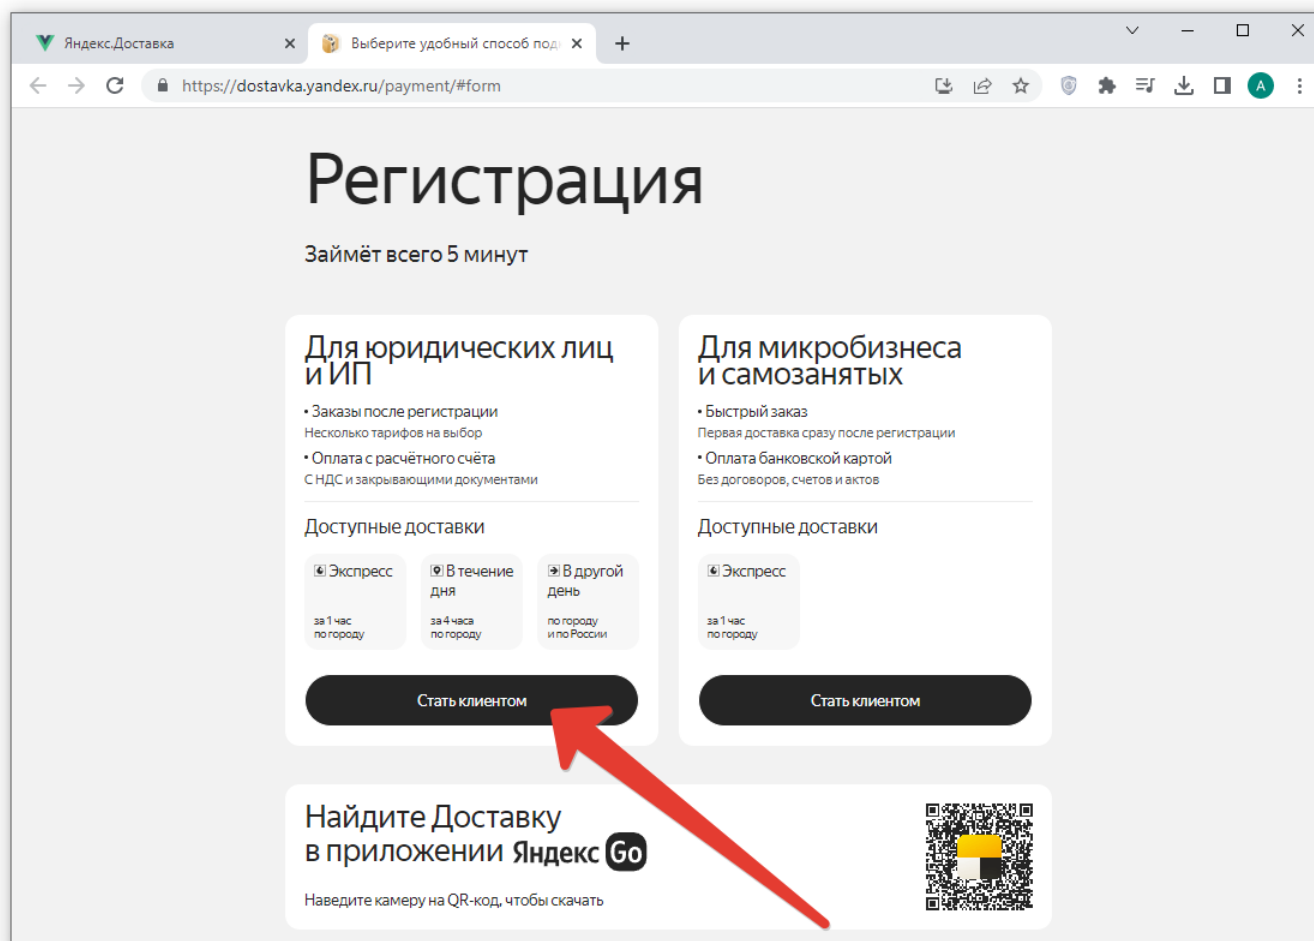 Яндекс.Доставка
Выберите удобный способ под
https://dostavka.yandex.ru/payment/#form
A
Регистрация
Займёт всего 5 минут
Для юридических лиц
и ИП
• Заказы после регистрации
Несколько тарифов на выбор
• Оплата с расчётного счёта
С НДС и закрывающими документами
Доступные доставки
Экспресс
за 1 час
по городу
В течение
дня
за 4 часа
по городу
В другой
день
по городу
и по России
Стать клиентом
Для микробизнеса
и самозанятых
• Быстрый заказ
Первая доставка сразу после регистрации
• Оплата банковской картой
Без договоров, счетов и актов
Доступные доставки
Экспресс
за 1 час
по городу
Стать клиентом
Найдите Доставку
в приложении Яндекс Go
Наведите камеру на QR-код, чтобы скачать